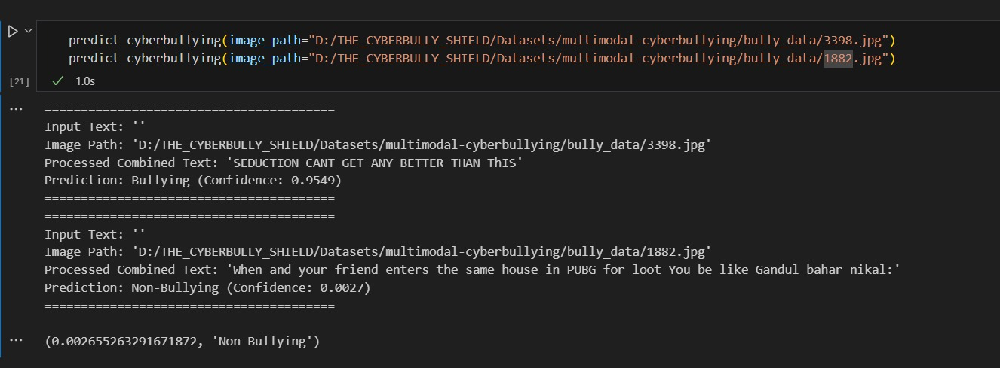 predict_cyberbullying(image_path="D:/THE_CYBERBULLY_SHIELD/Datasets/multimodal-cyberbullying/bully_data/3398.jpg")
predict_cyberbullying(image_path="D:/THE_CYBERBULLY_SHIELD/Datasets/multimodal-cyberbullying/bully_data/1882.jpg")
[21] ✓ 1.0s
... ========================================
Input Text: ''
Image Path: 'D:/THE_CYBERBULLY_SHIELD/Datasets/multimodal-cyberbullying/bully_data/3398.jpg'
Processed Combined Text: 'SEDUCTION CANT GET ANY BETTER THAN ThIS'
Prediction: Bullying (Confidence: 0.9549)
========================================
========================================
Input Text: ''
Image Path: 'D:/THE_CYBERBULLY_SHIELD/Datasets/multimodal-cyberbullying/bully_data/1882.jpg'
Processed Combined Text: 'When and your friend enters the same house in PUBG for loot You be like Gandul bahar nikal:'
Prediction: Non-Bullying (Confidence: 0.0027)
========================================
... (0.002655263291671872, 'Non-Bullying')